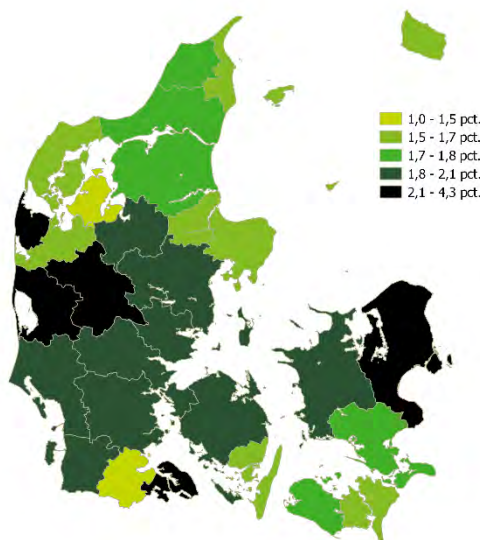 1,0 - 1,5 pct.
1,5 - 1,7 pct.
1,7 - 1,8 pct.
1,8 - 2,1 pct.
2,1 - 4,3 pct.